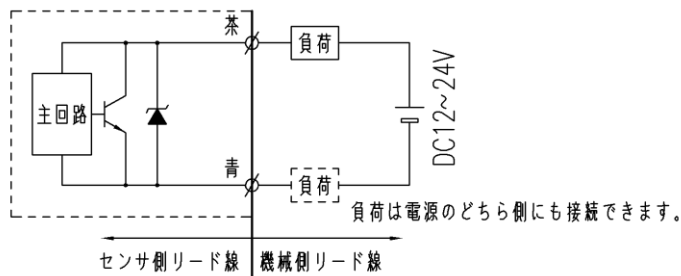 茶
負荷
主回路
DC12~24V
青
負荷
負荷は電源のどちら側にも接続できます。
センサ側リード線
機械側リード線